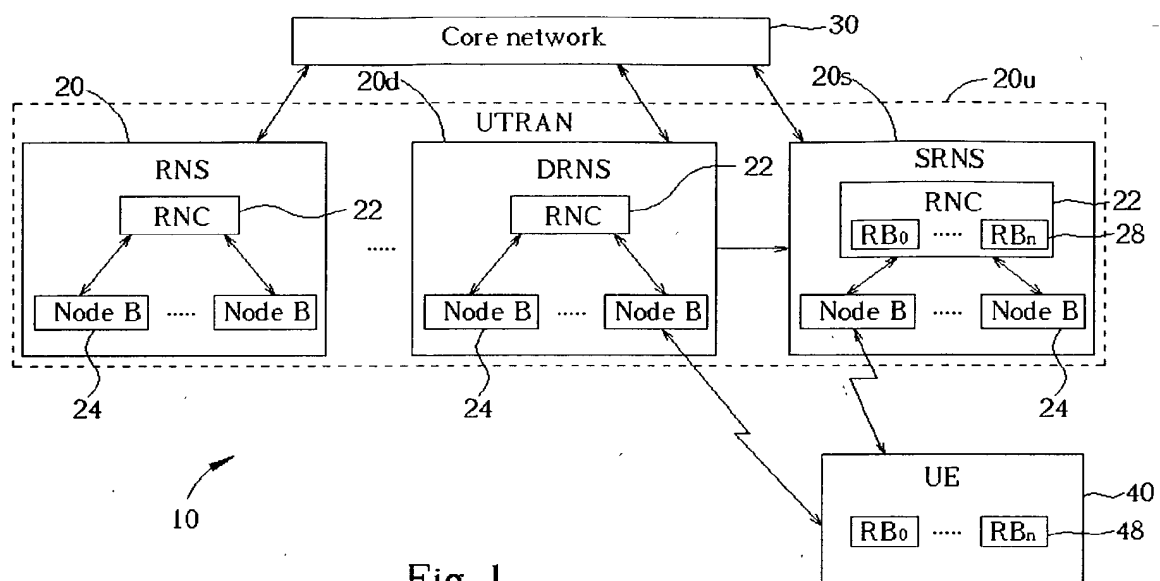 Core network
30
20
20d
20s
20u
UTRAN
RNS
DRNS
SRNS
RNC
22
RNC
22
RNC
22
RB0 ..... RBn
28
.....
Node B ..... Node B
Node B ..... Node B
Node B ..... Node B
24
24
24
10
UE
40
RB0 ..... RBn
48
Fig. 1